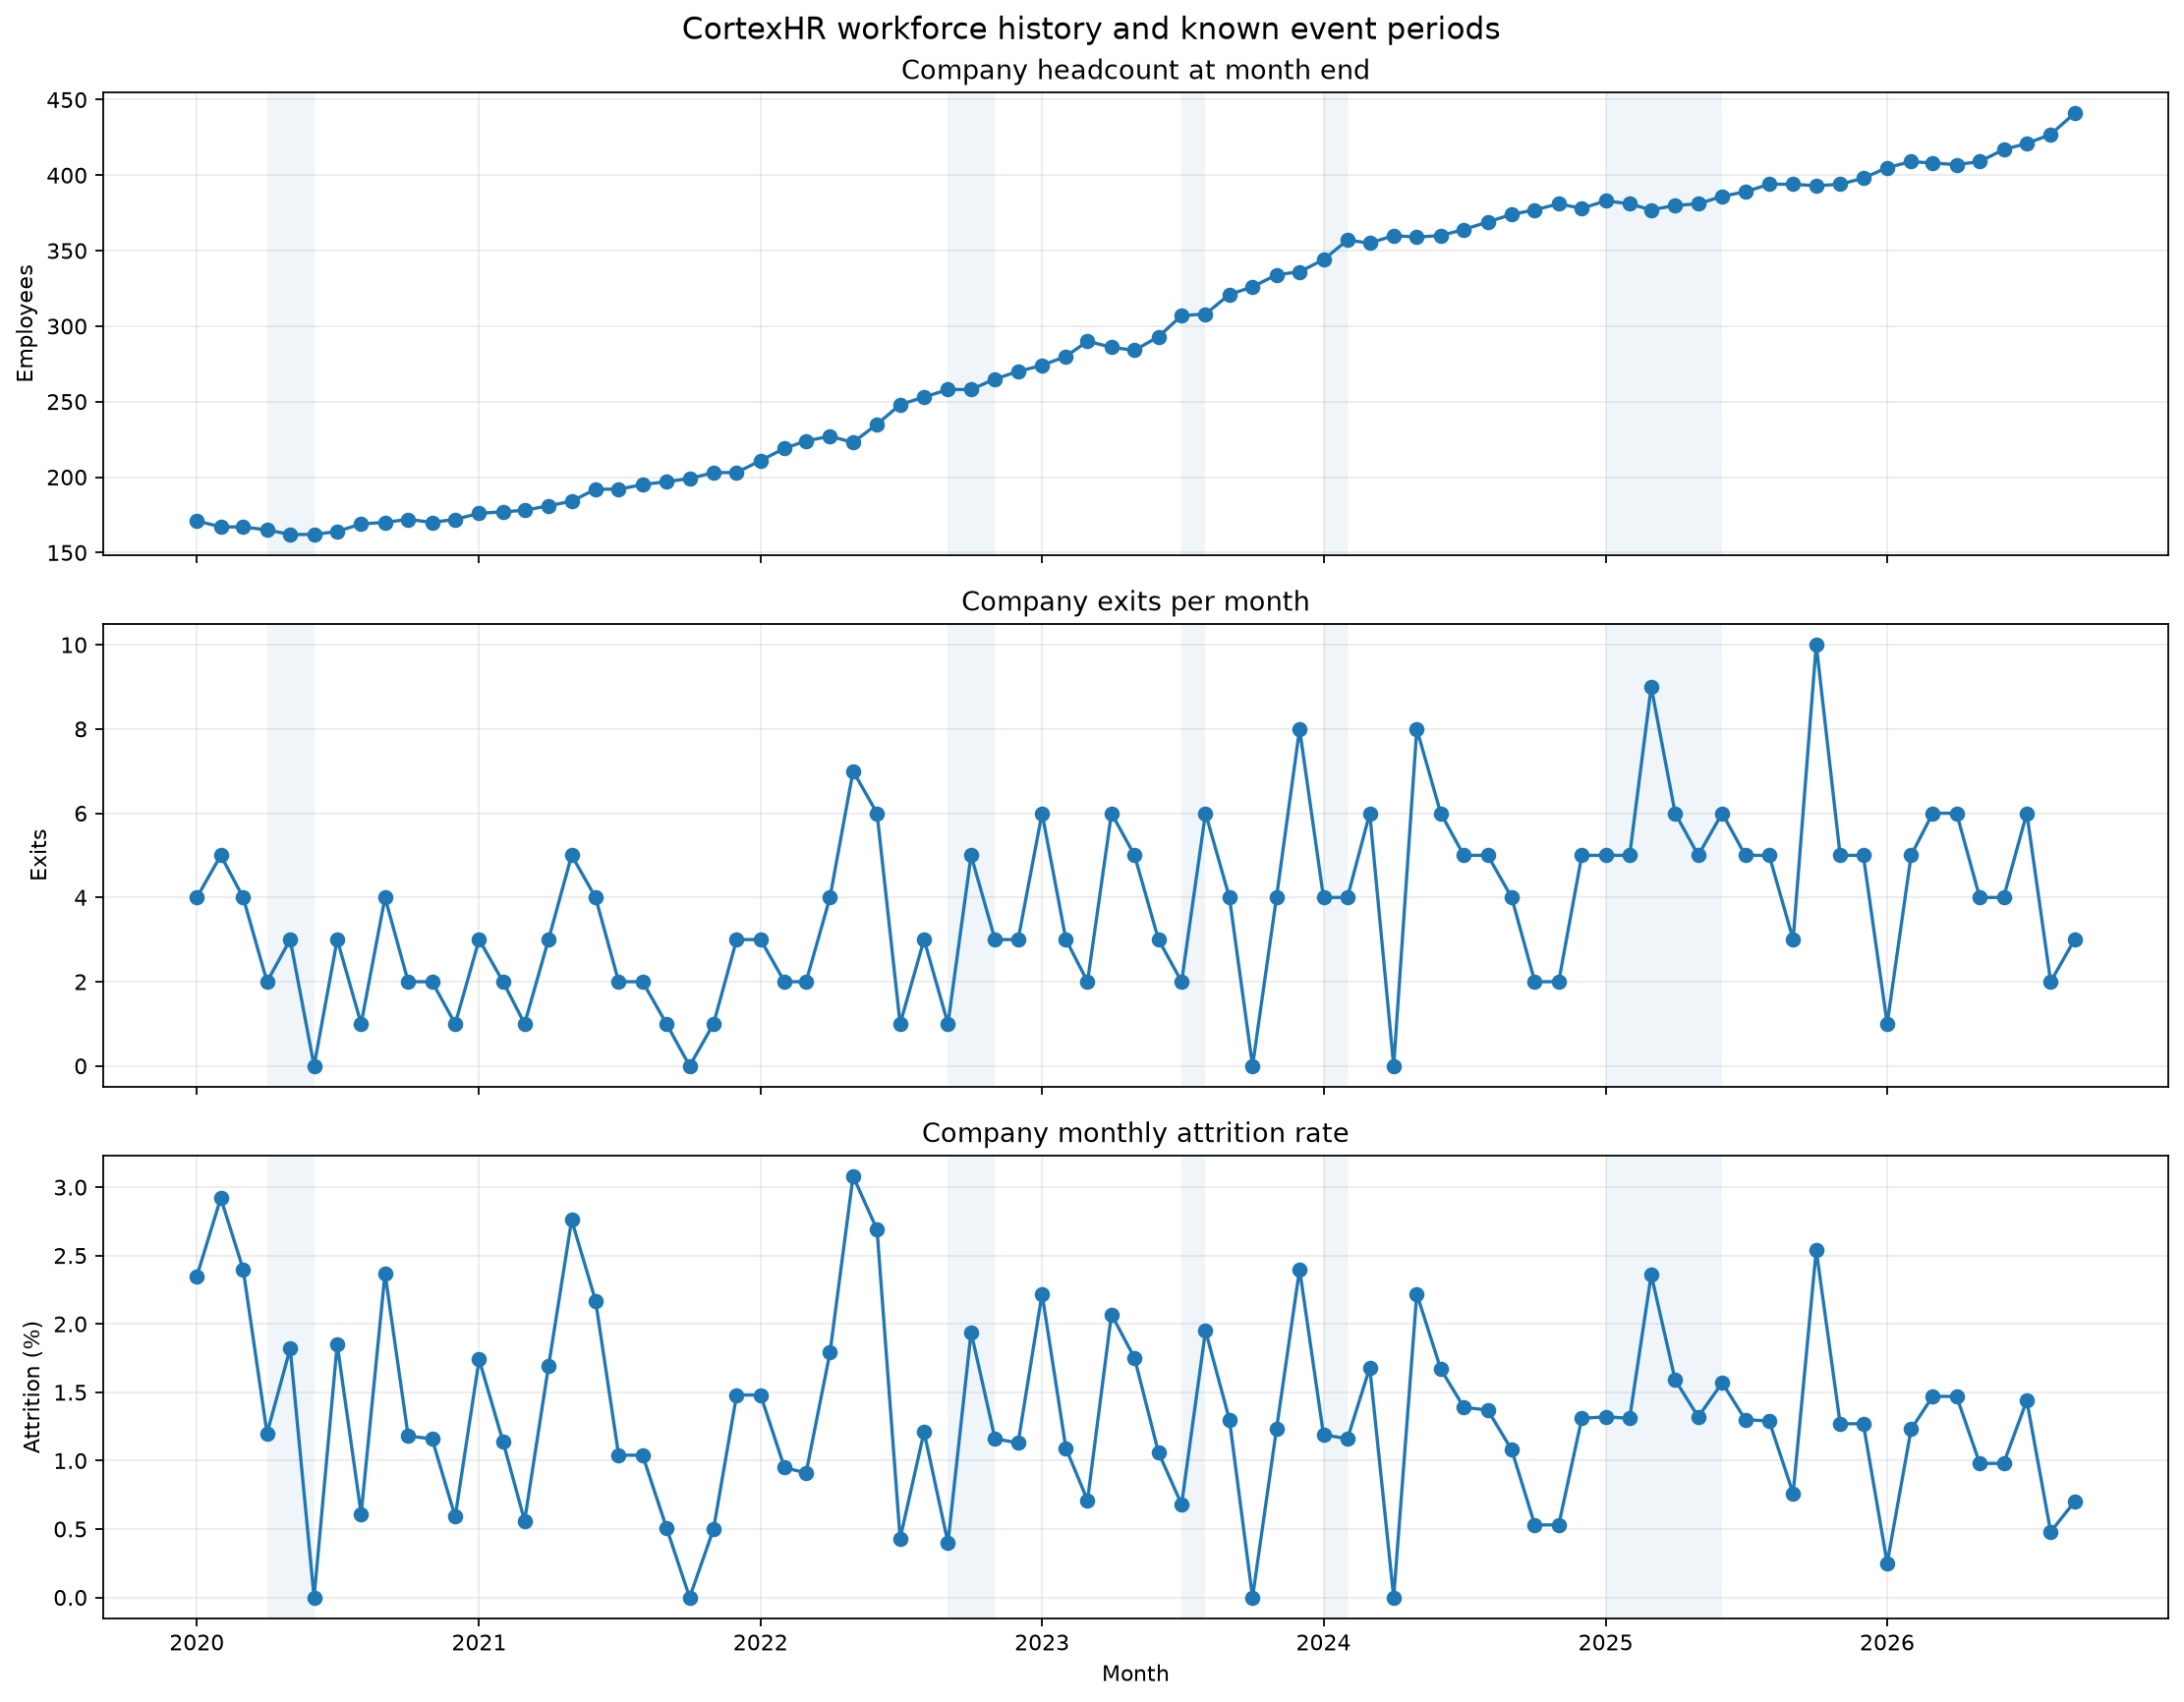 CortexHR workforce history and known event periods
Company headcount at month end
450
400
350
300
250
200
150
Employees
Company exits per month
10
8
6
4
2
0
Exits
Company monthly attrition rate
3.0
2.5
2.0
1.5
1.0
0.5
0.0
Attrition (%)
2020 2021 2022 2023 2024 2025 2026
Month